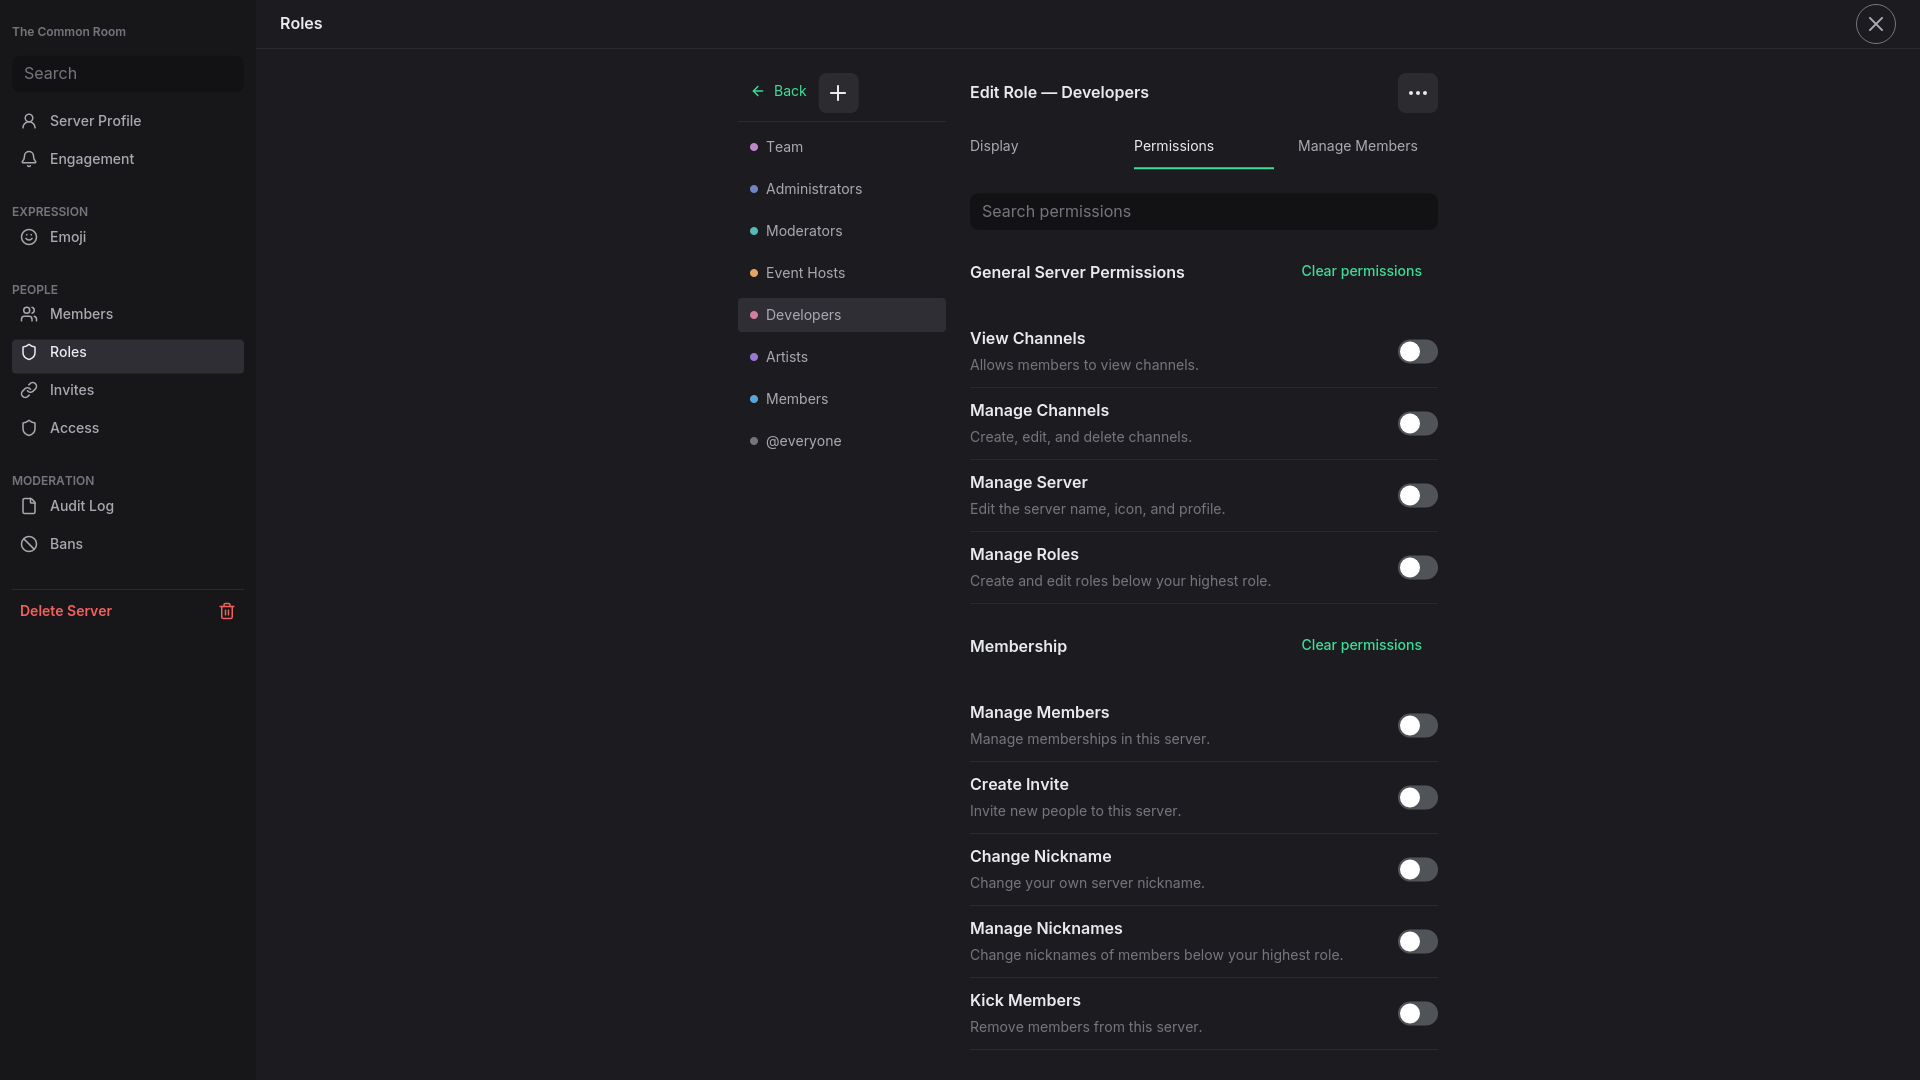 The Common Room
Search
Server Profile
Engagement
EXPRESSION
Emoji
PEOPLE
Members
Roles
Invites
Access
MODERATION
Audit Log
Bans
Delete Server
Roles
Back
Team
Administrators
Moderators
Event Hosts
Developers
Artists
Members
@everyone
Edit Role — Developers
Display
Permissions
Manage Members
Search permissions
General Server Permissions
Clear permissions
View Channels
Allows members to view channels.
Manage Channels
Create, edit, and delete channels.
Manage Server
Edit the server name, icon, and profile.
Manage Roles
Create and edit roles below your highest role.
Membership
Clear permissions
Manage Members
Manage memberships in this server.
Create Invite
Invite new people to this server.
Change Nickname
Change your own server nickname.
Manage Nicknames
Change nicknames of members below your highest role.
Kick Members
Remove members from this server.